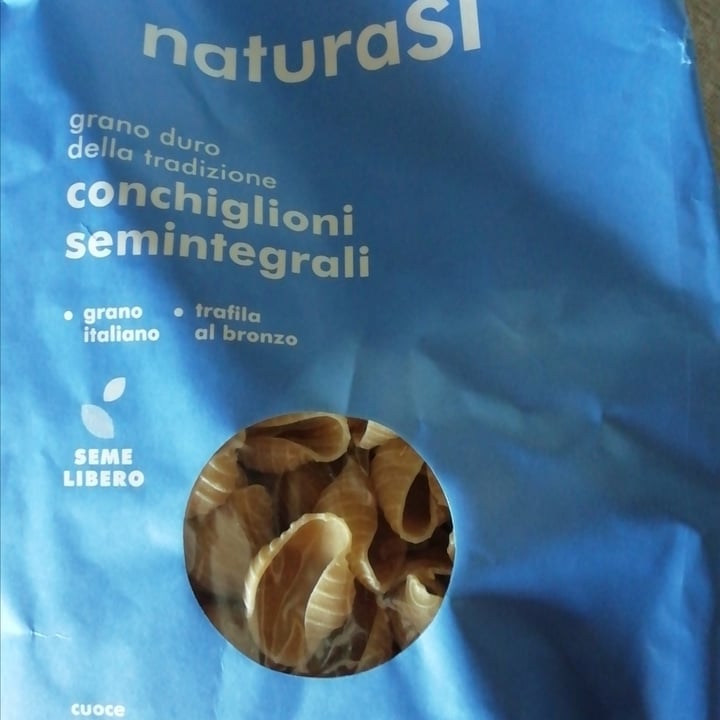 naturaSì
grano duro
della tradizione
conchiglioni
semintegrali
• grano
italiano
• trafila
al bronzo
SEME
LIBERO
cuoce